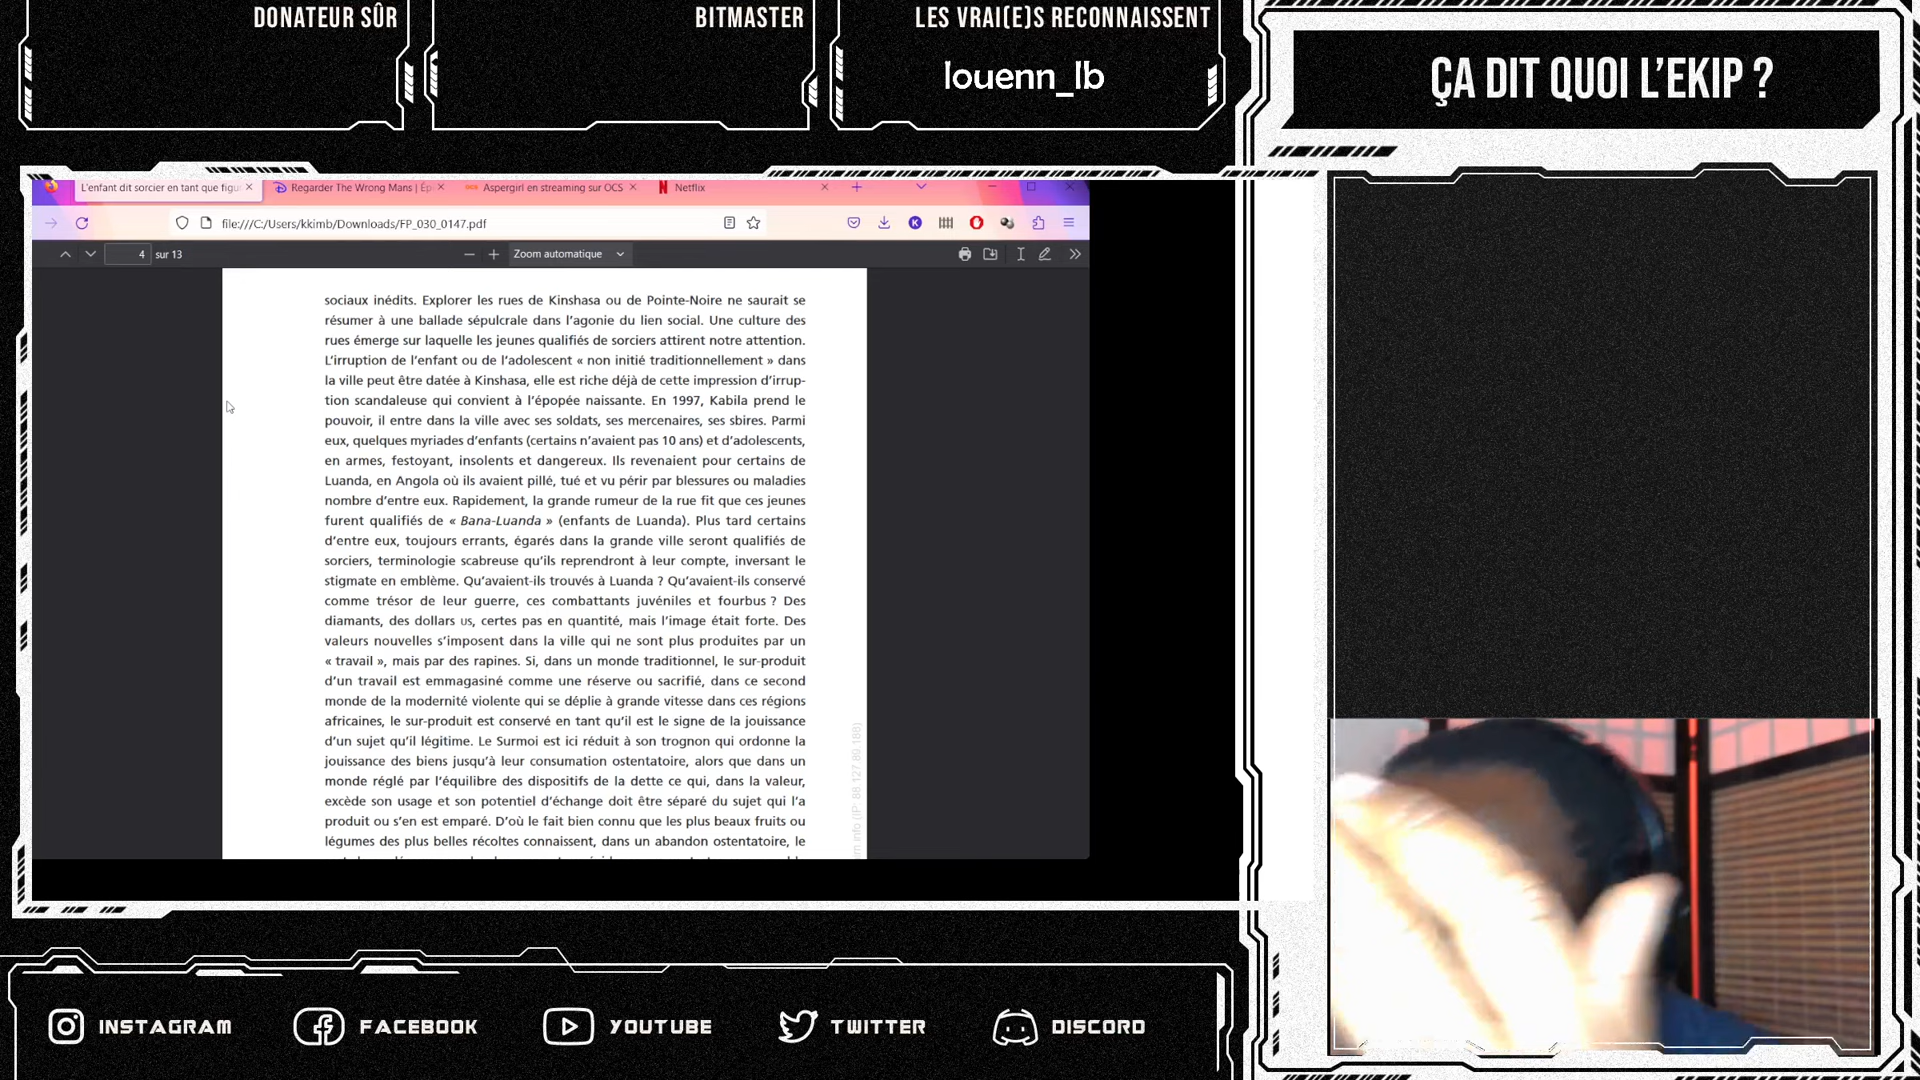 DONATEUR SÛR
BITMASTER
LES VRAI(E)S RECONNAISSENT
louenn_lb
ÇA DIT QUOI L'EKIP ?
L'enfant dit sorcier en tant que figu
Regarder The Wrong Mans | Ép
Aspergirl en streaming sur OCS
Netflix
file:///C:/Users/kkimb/Downloads/FP_030_0147.pdf
4 sur 13
Zoom automatique
sociaux inédits. Explorer les rues de Kinshasa ou de Pointe-Noire ne saurait se
résumer à une ballade sépulcrale dans l'agonie du lien social. Une culture des
rues émerge sur laquelle les jeunes qualifiés de sorciers attirent notre attention.
L'irruption de l'enfant ou de l'adolescent « non initié traditionnellement » dans
la ville peut être datée à Kinshasa, elle est riche déjà de cette impression d'irrup-
tion scandaleuse qui convient à l'épopée naissante. En 1997, Kabila prend le
pouvoir, il entre dans la ville avec ses soldats, ses mercenaires, ses sbires. Parmi
eux, quelques myriades d'enfants (certains n'avaient pas 10 ans) et d'adolescents,
en armes, festoyant, insolents et dangereux. Ils revenaient pour certains de
Luanda, en Angola où ils avaient pillé, tué et vu périr par blessures ou maladies
nombre d'entre eux. Rapidement, la grande rumeur de la rue fit que ces jeunes
furent qualifiés de « Bana-Luanda » (enfants de Luanda). Plus tard certains
d'entre eux, toujours errants, égarés dans la grande ville seront qualifiés de
sorciers, terminologie scabreuse qu'ils reprendront à leur compte, inversant le
stigmate en emblème. Qu'avaient-ils trouvés à Luanda ? Qu'avaient-ils conservé
comme trésor de leur guerre, ces combattants juvéniles et fourbus ? Des
diamants, des dollars US, certes pas en quantité, mais l'image était forte. Des
valeurs nouvelles s'imposent dans la ville qui ne sont plus produites par un
« travail », mais par des rapines. Si, dans un monde traditionnel, le sur-produit
d'un travail est emmagasiné comme une réserve ou sacrifié, dans ce second
monde de la modernité violente qui se déplie à grande vitesse dans ces régions
africaines, le sur-produit est conservé en tant qu'il est le signe de la jouissance
d'un sujet qu'il légitime. Le Surmoi est ici réduit à son trognon qui ordonne la
jouissance des biens jusqu'à leur consumation ostentatoire, alors que dans un
monde réglé par l'équilibre des dispositifs de la dette ce qui, dans la valeur,
excède son usage et son potentiel d'échange doit être séparé du sujet qui l'a
produit ou s'en est emparé. D'où le fait bien connu que les plus beaux fruits ou
légumes des plus belles récoltes connaissent, dans un abandon ostentatoire, le
INSTAGRAM
FACEBOOK
YOUTUBE
TWITTER
DISCORD